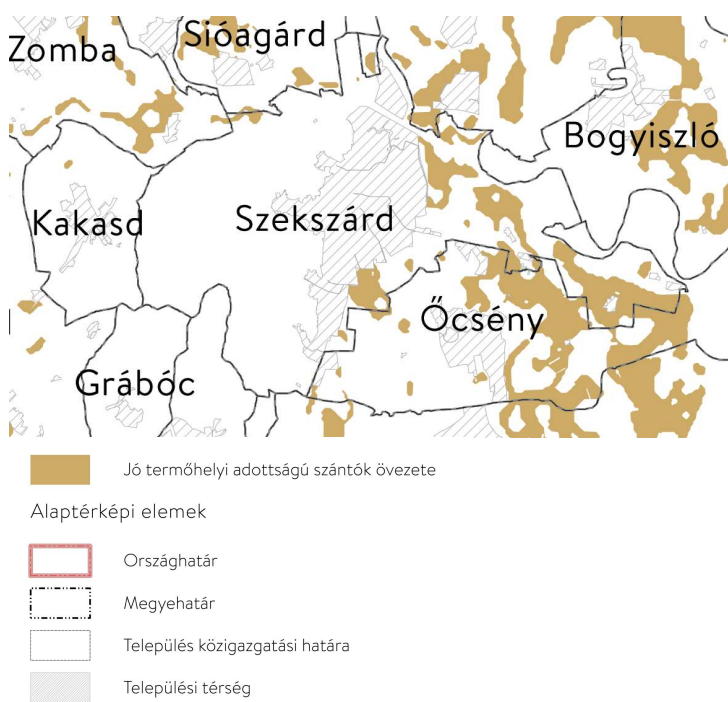 Sióagárd
Zomba
Bogyiszló
Kakasd
Szekszárd
Őcsény
Grábóc
Jó termőhelyi adottságú szántók övezete
Alaptérképi elemek
Országhatár
Megyehatár
Település közigazgatási határa
Települési térség